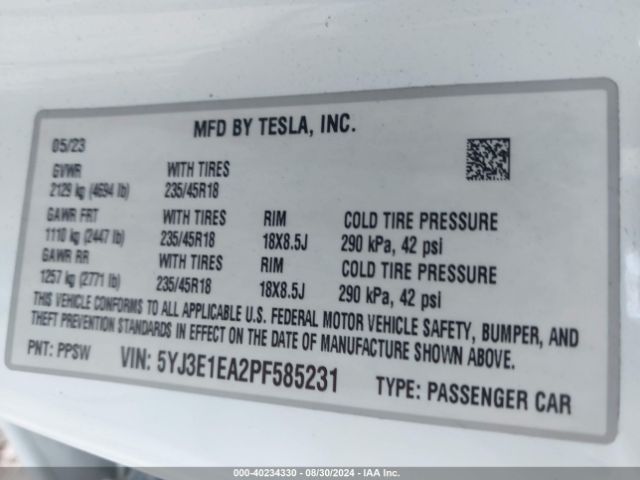 MFD BY TESLA, INC.
05/23
GVWR WITH TIRES
2129 kg (4694 lb) 235/45R18
GAWR FRT WITH TIRES RIM COLD TIRE PRESSURE
1110 kg (2447 lb) 235/45R18 18X8.5J 290 kPa, 42 psi
GAWR RR WITH TIRES RIM COLD TIRE PRESSURE
1257 kg (2771 lb) 235/45R18 18X8.5J 290 kPa, 42 psi
THIS VEHICLE CONFORMS TO ALL APPLICABLE U.S. FEDERAL MOTOR VEHICLE SAFETY, BUMPER, AND
THEFT PREVENTION STANDARDS IN EFFECT ON THE DATE OF MANUFACTURE SHOWN ABOVE.
PNT: PPSW VIN: 5YJ3E1EA2PF585231 TYPE: PASSENGER CAR
000-40234330 - 08/30/2024 - IAA Inc.